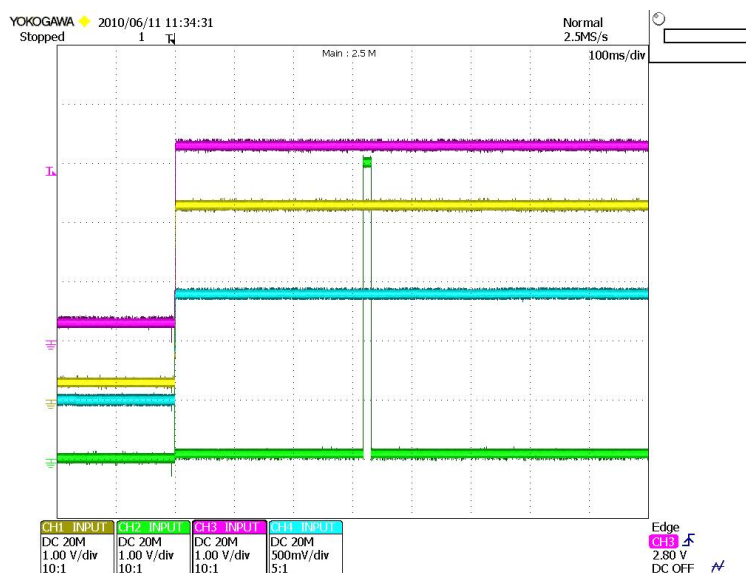 YOKOGAWA 2010/06/11 11:34:31 Normal
Stopped 1 T 2.5MS/s
Main : 2.5 M 100ms/div
T
CH1 INPUT CH2 INPUT CH3 INPUT CH4 INPUT
DC 20M DC 20M DC 20M DC 20M
1.00 V/div 1.00 V/div 1.00 V/div 500mV/div
10:1 10:1 10:1 5:1
Edge
CH3
2.80 V
DC OFF